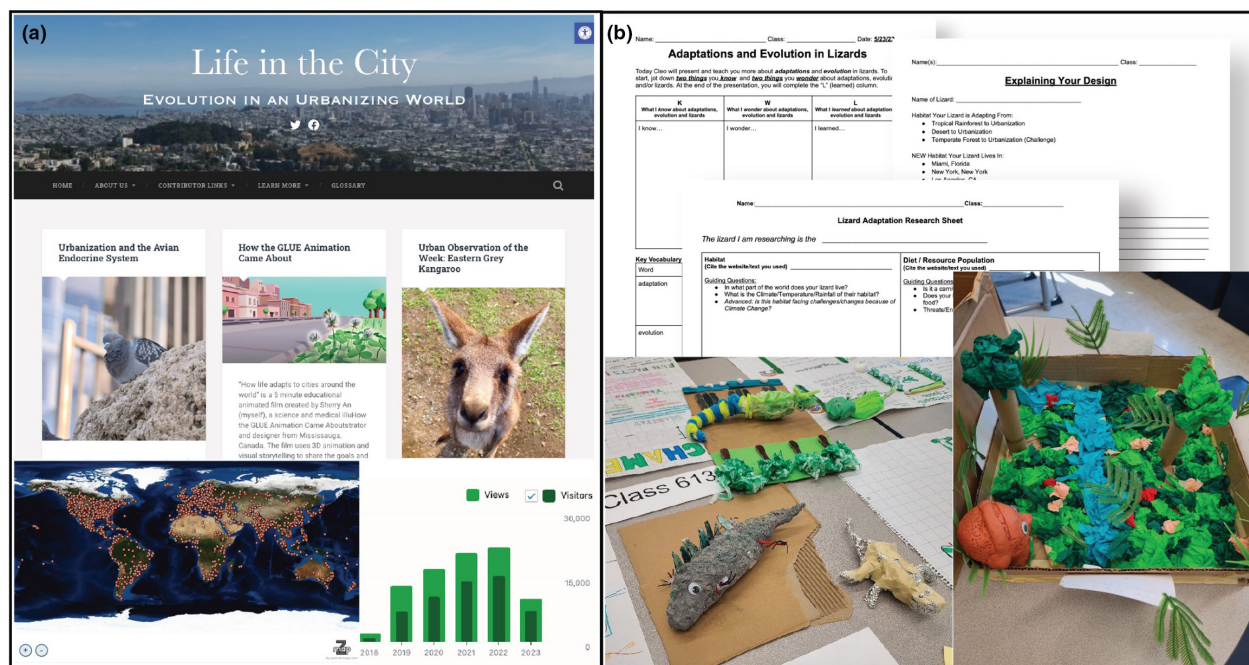 (a)
Life in the City
EVOLUTION IN AN URBANIZING WORLD
HOME / ABOUT US / CONTRIBUTOR LINKS / LEARN MORE / GLOSSARY
Urbanization and the Avian
Endocrine System
How the GLUE Animation
Came About
"How life adapts to cities around the
world" is a 5 minute educational
animated film created by Sherry An
(myself), a science and medical illuHow
the GLUE Animation Came Aboutstrator
and designer from Mississauga,
Canada. The film uses 3D animation and
visual storytelling to share the goals and
Urban Observation of the
Week: Eastern Grey
Kangaroo
Views
Visitors
30,000
15,000
0
2018 2019 2020 2021 2022 2023
(b)
Name: Class: Date: 5/23/2
Adaptations and Evolution in Lizards
Today Cleo will present and teach you more about adaptations and evolution in lizards. To
start, jot down two things you know and two things you wonder about adaptations, evoluti
and/or lizards. At the end of the presentation, you will complete the "L" (learned) column.
K
What I know about adaptations,
evolution and lizards
I know…
W
What I wonder about adaptations,
evolution and lizards
I wonder…
L
What I learned about adaptation
evolution and lizards
I learned…
Key Vocabulary
Word
adaptation
evolution
Name(s): Class:
Explaining Your Design
Name of Lizard:
Habitat Your Lizard is Adapting From:
● Tropical Rainforest to Urbanization
● Desert to Urbanization
● Temperate Forest to Urbanization (Challenge)
NEW Habitat Your Lizard Lives In:
● Miami, Florida
● New York, New York
● Los Angeles, CA
Name: Class:
Lizard Adaptation Research Sheet
The lizard I am researching is the
Habitat
(Cite the website/text you used)
Guiding Questions:
● In what part of the world does your lizard live?
● What is the Climate/Temperature/Rainfall of their habitat?
● Advanced: Is this habitat facing challenges/changes because of
Climate Change?
Diet / Resource Population
(Cite the website/text you used)
Guiding Questions
● Is it a carni
● Does your
food?
● Threats/En
FUN FACTS
CHAME
Class 613